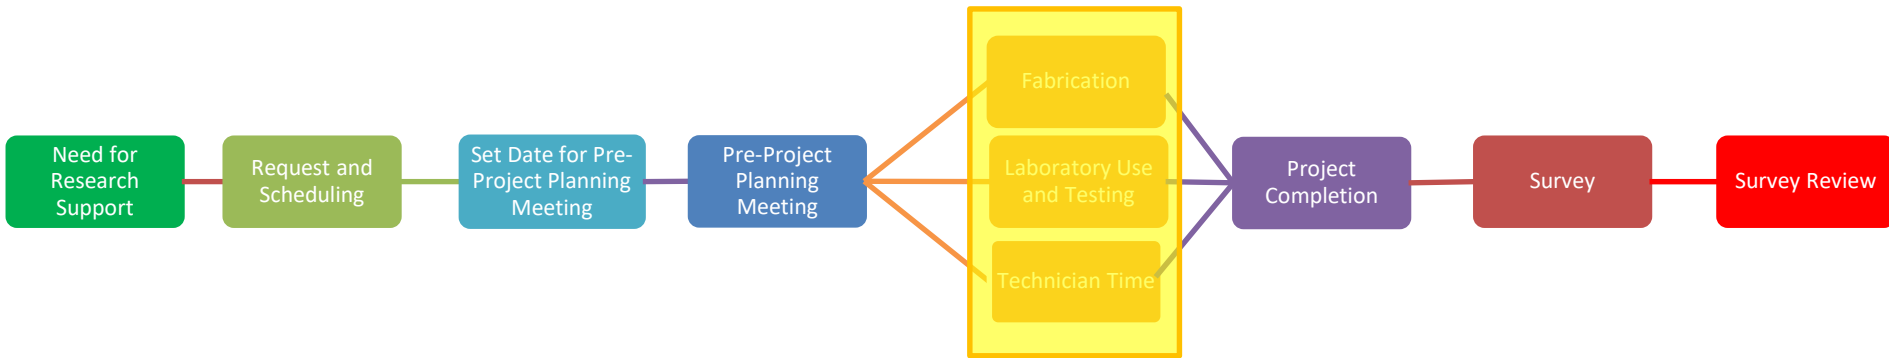 Need for
Research
Support
Request and
Scheduling
Set Date for Pre-
Project Planning
Meeting
Pre-Project
Planning
Meeting
Fabrication
Laboratory Use
and Testing
Technician Time
Project
Completion
Survey
Survey Review